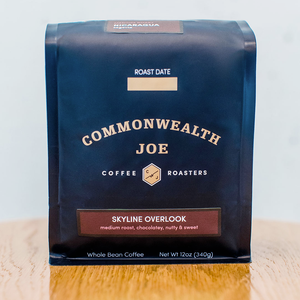 NICARAGUA
ROAST DATE
COMMONWEALTH
JOE
COFFEE ROASTERS
SKYLINE OVERLOOK
medium roast, chocolatey, nutty & sweet
Whole Bean Coffee Net Wt 12oz (340g)